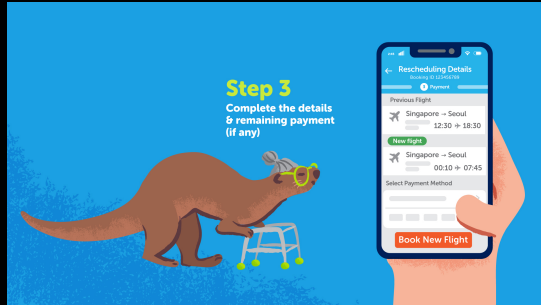 Step 3
Complete the details
& remaining payment
(if any)
Rescheduling Details
Booking ID 123456789
3 Payment
Previous Flight
Singapore → Seoul
12:30 → 18:30
New flight
Singapore → Seoul
00:10 → 07:45
Select Payment Method
Book New Flight